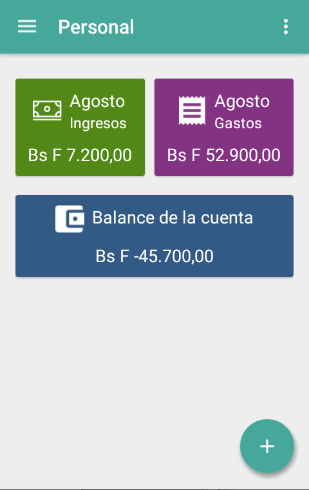 Personal
Agosto
Ingresos
Bs F 7.200,00
Agosto
Gastos
Bs F 52.900,00
Balance de la cuenta
Bs F -45.700,00